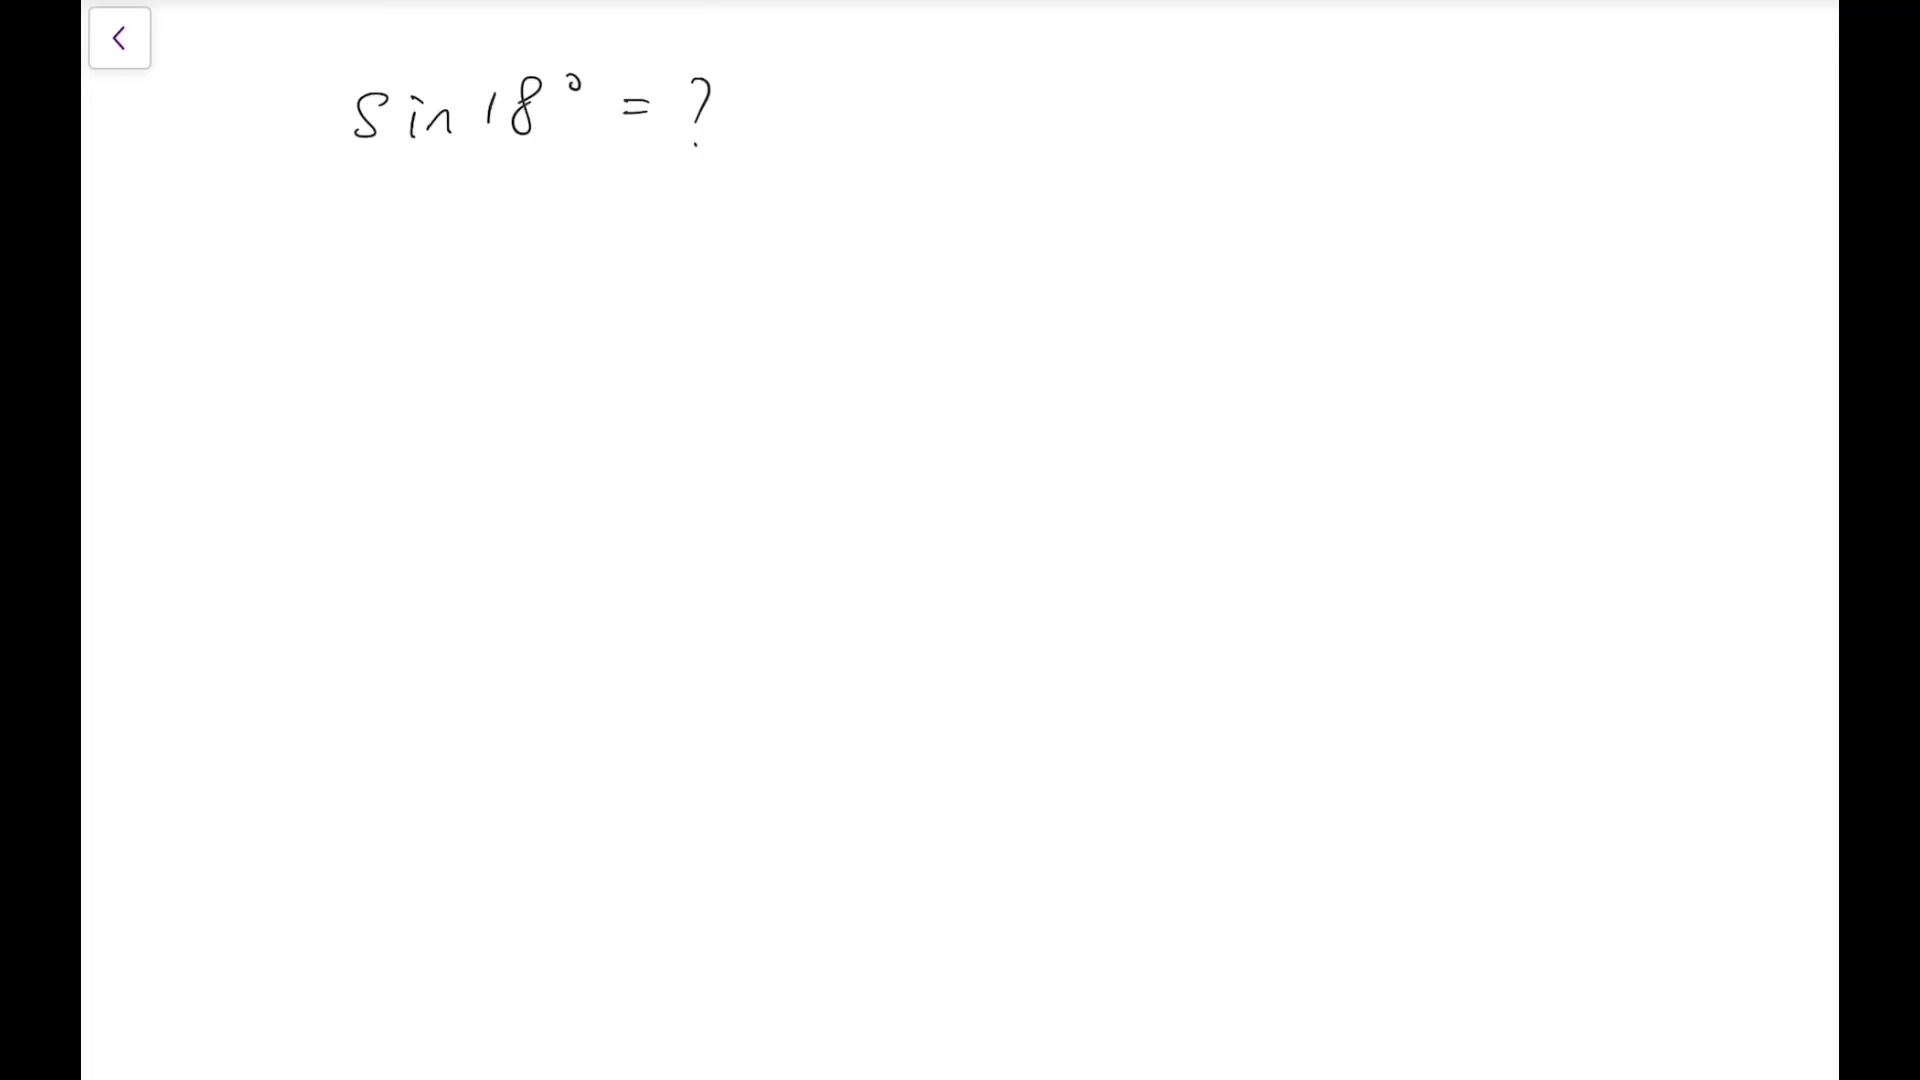 sin 18° = ?